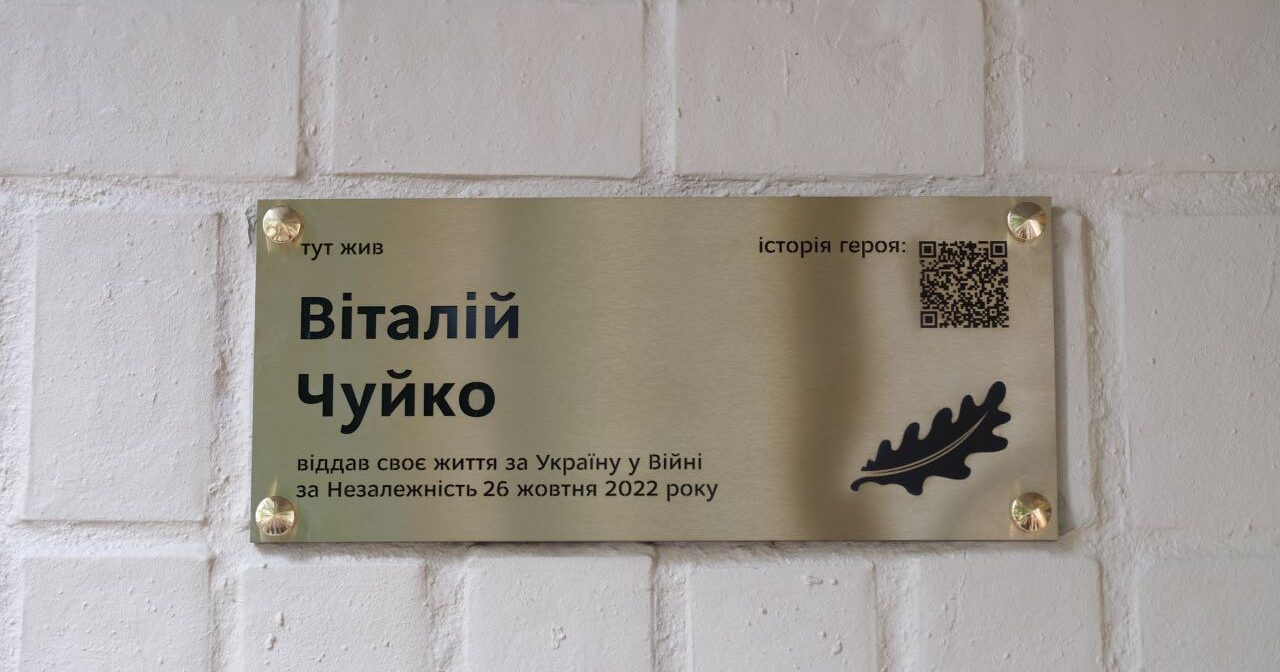 тут жив
історія героя:
Віталій
Чуйко
віддав своє життя за Україну у Війні
за Незалежність 26 жовтня 2022 року